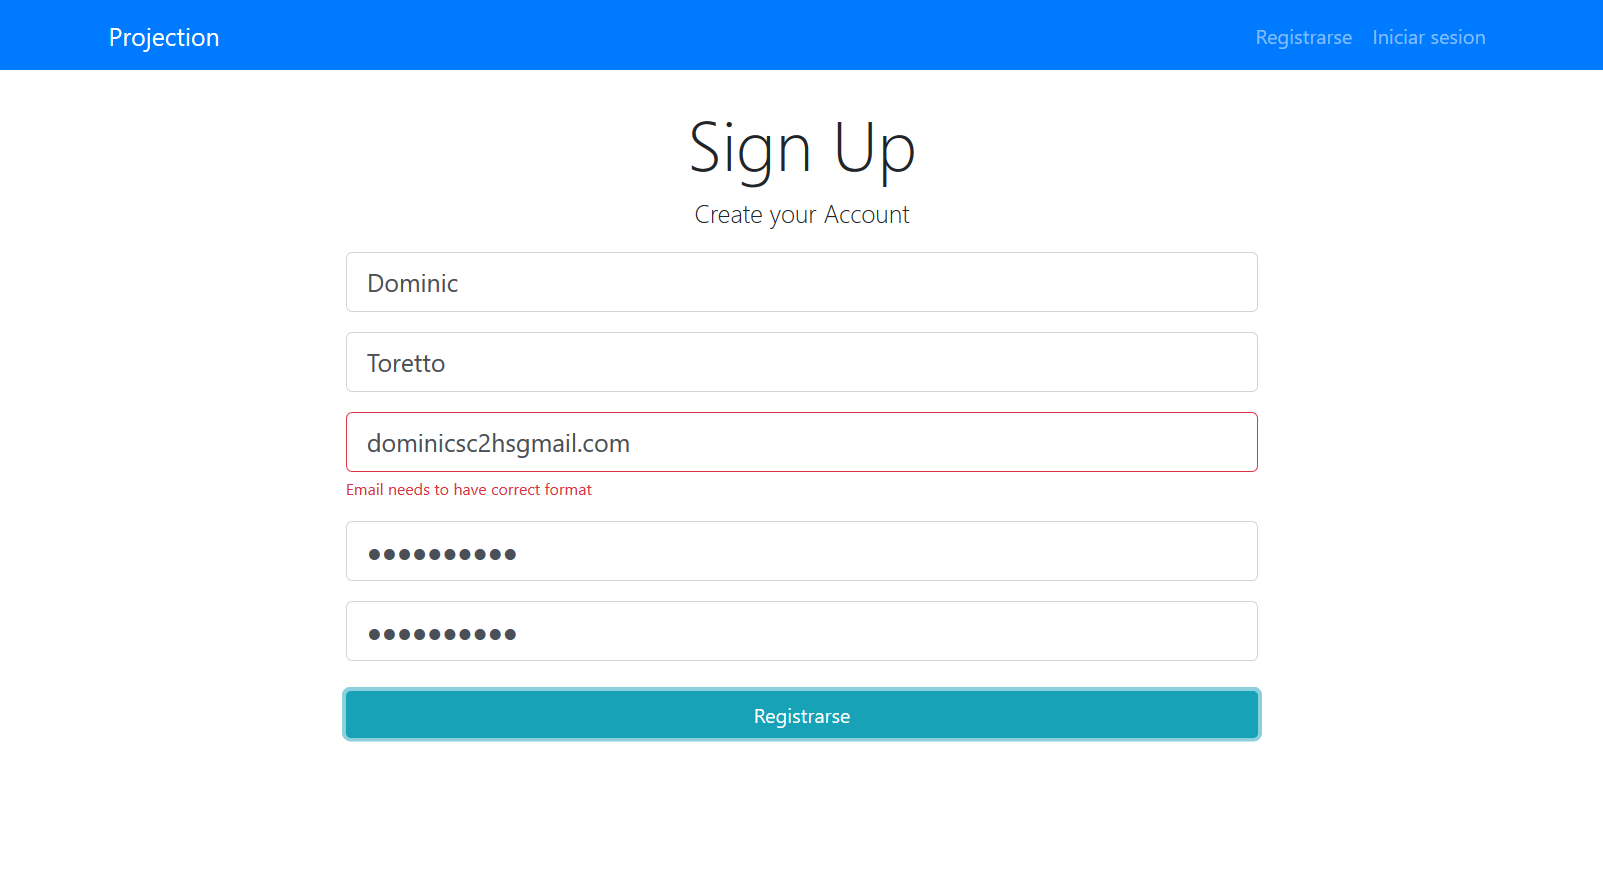 Projection
Registrarse Iniciar sesion
Sign Up
Create your Account
Dominic
Toretto
dominicsc2hsgmail.com
Email needs to have correct format
●●●●●●●●●●
●●●●●●●●●●
Registrarse